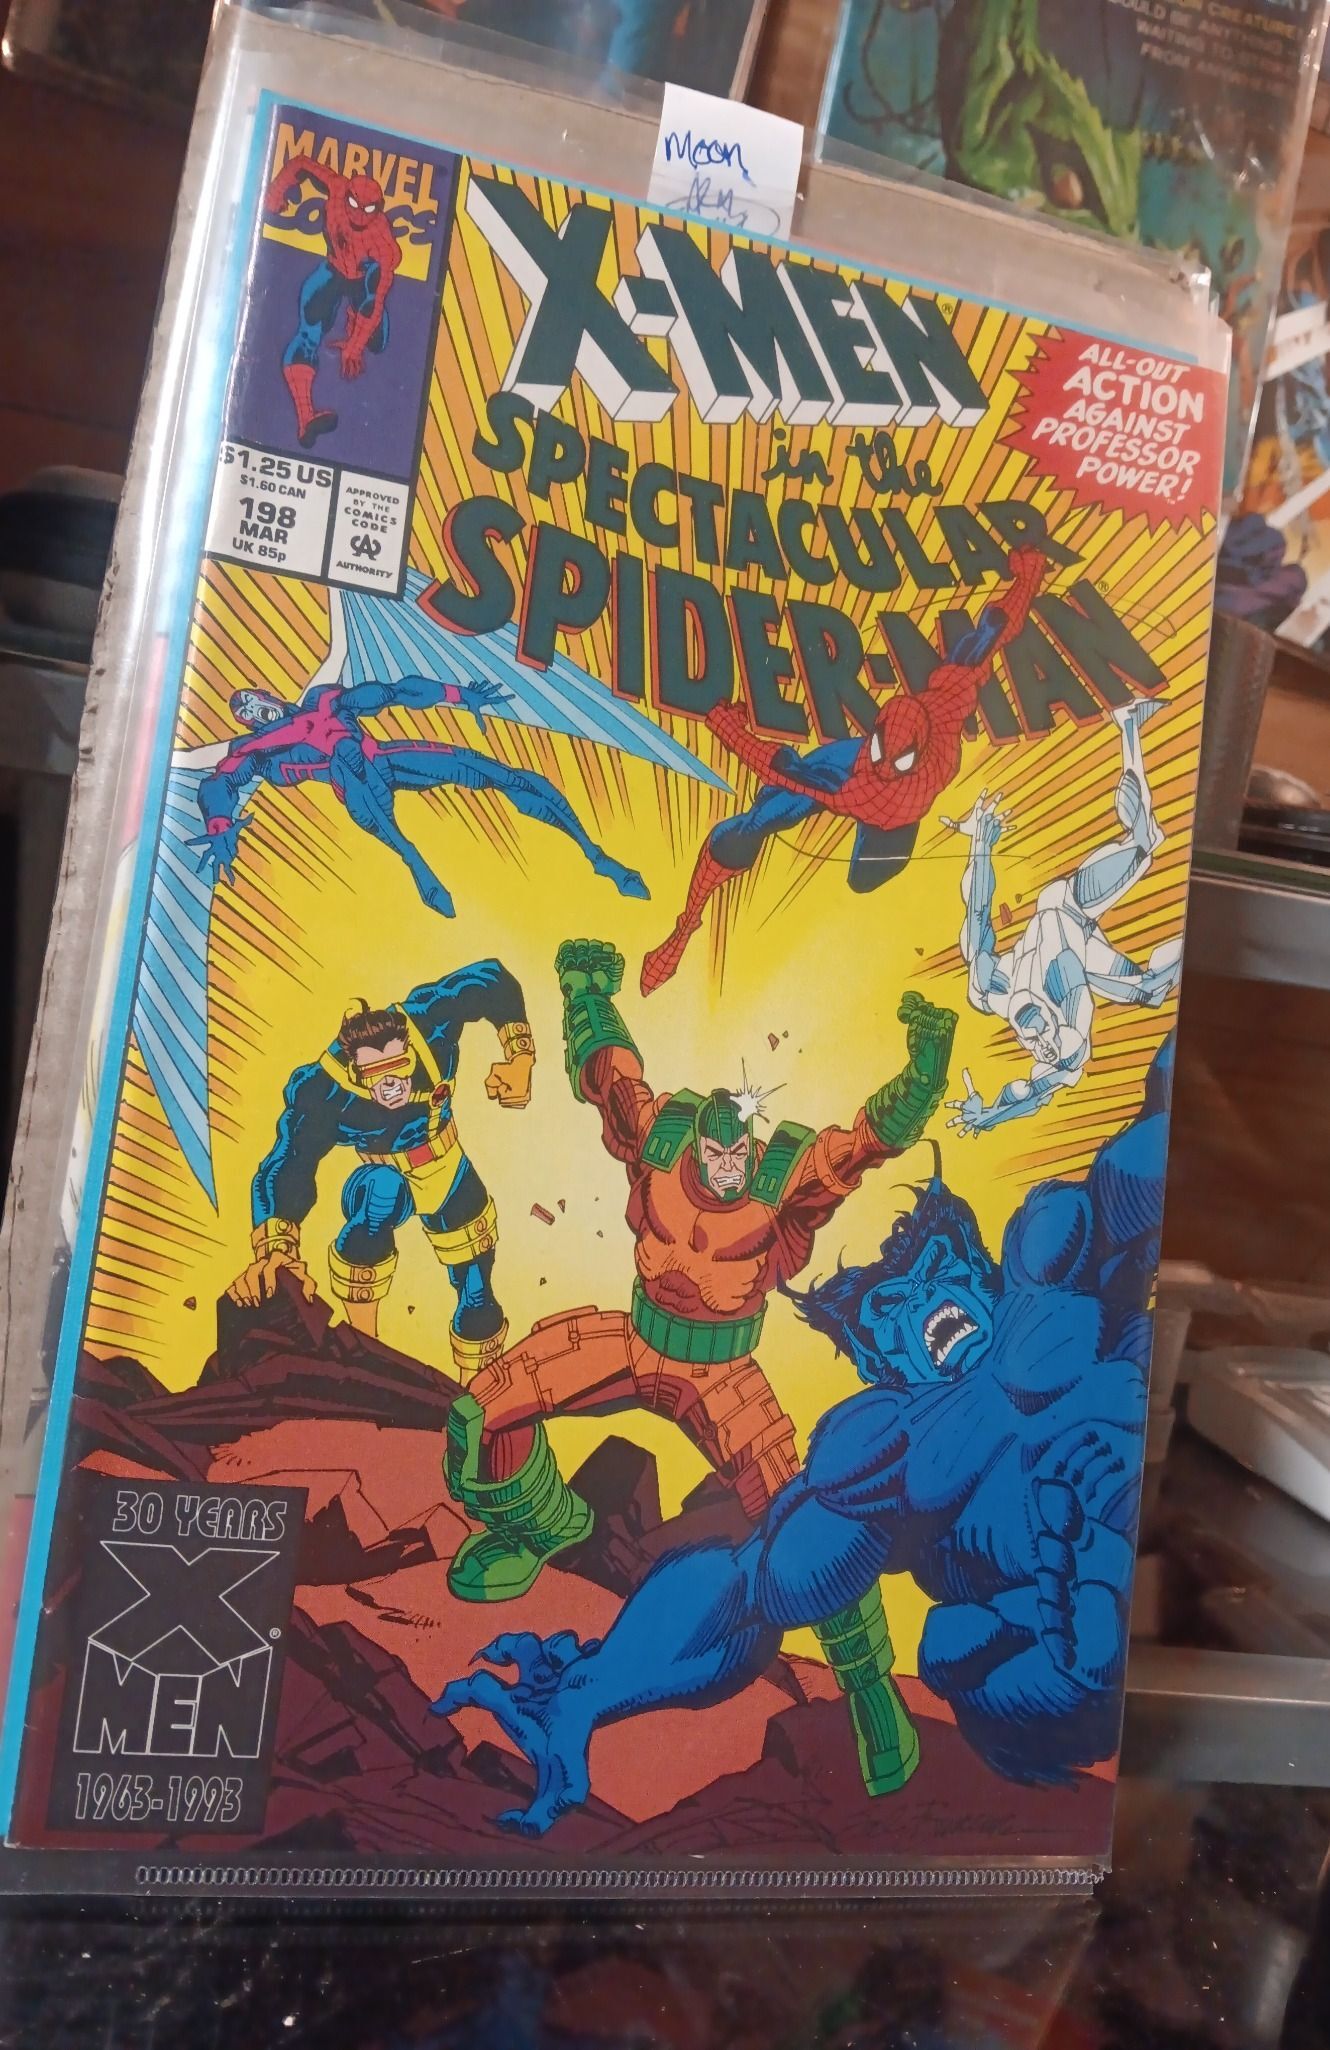 Moon
MARVEL
COMICS
X-MEN®
in the
SPECTACULAR
SPIDER-MAN®
ALL-OUT
ACTION
AGAINST
PROFESSOR
POWER!
$1.25 US
$1.60 CAN
198
MAR
UK 85p
APPROVED
BY THE
COMICS
CODE
CA
AUTHORITY
30 YEARS
X®
MEN
1963-1993